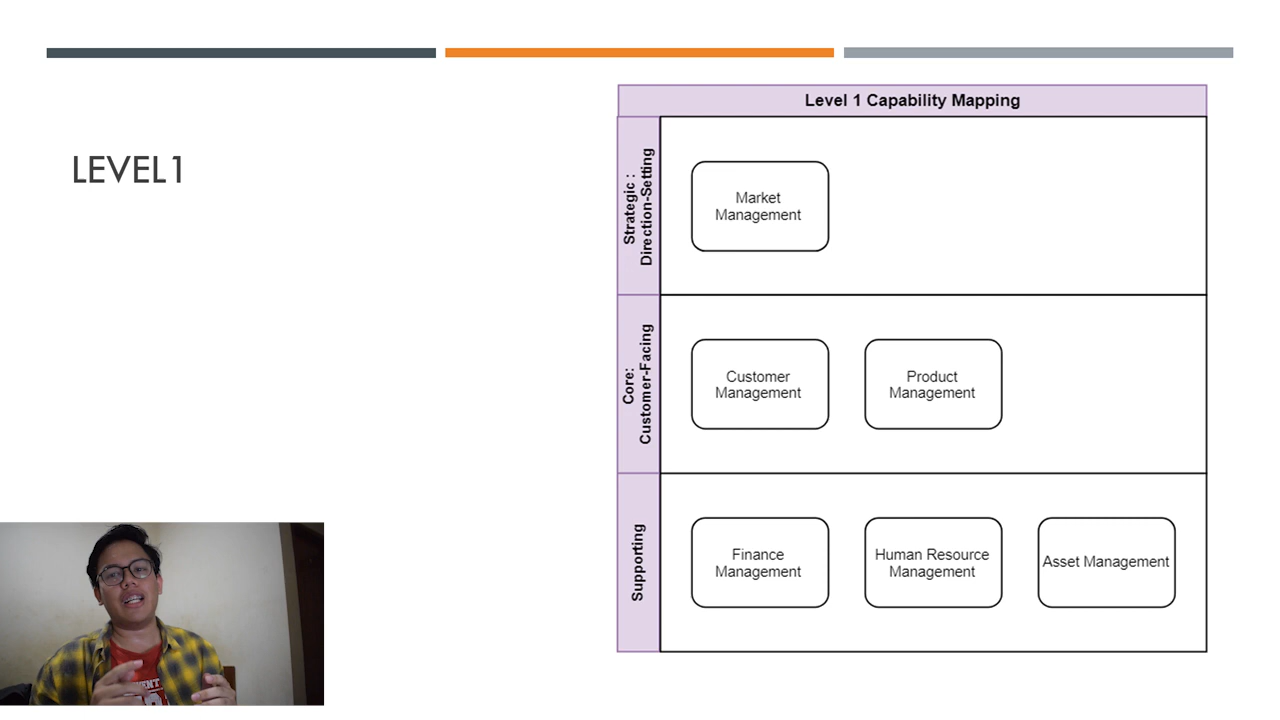 LEVEL1
Level 1 Capability Mapping
Strategic :
Direction-Setting
Market
Management
Core:
Customer-Facing
Customer
Management
Product
Management
Supporting
Finance
Management
Human Resource
Management
Asset Management